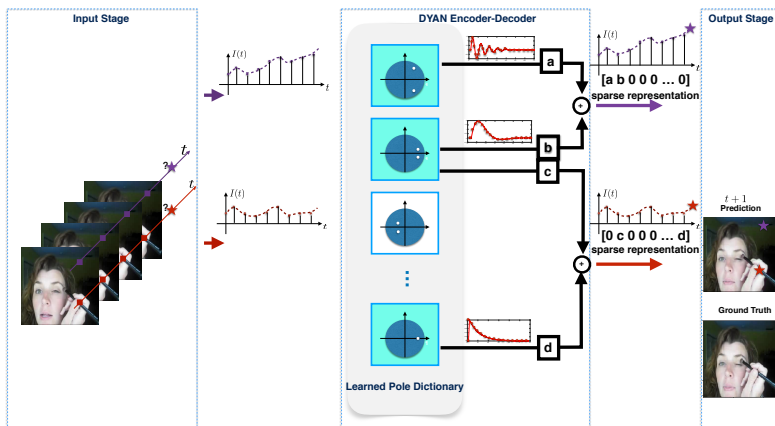 Input Stage
DYAN Encoder-Decoder
Output Stage
I(t)
t
I(t)
t
t
?
t
?
a
b
c
d
+
+
...
Learned Pole Dictionary
I(t)
t
[a b 0 0 0 ... 0]
sparse representation
I(t)
t
[0 c 0 0 0 ... d]
sparse representation
t + 1
Prediction
Ground Truth